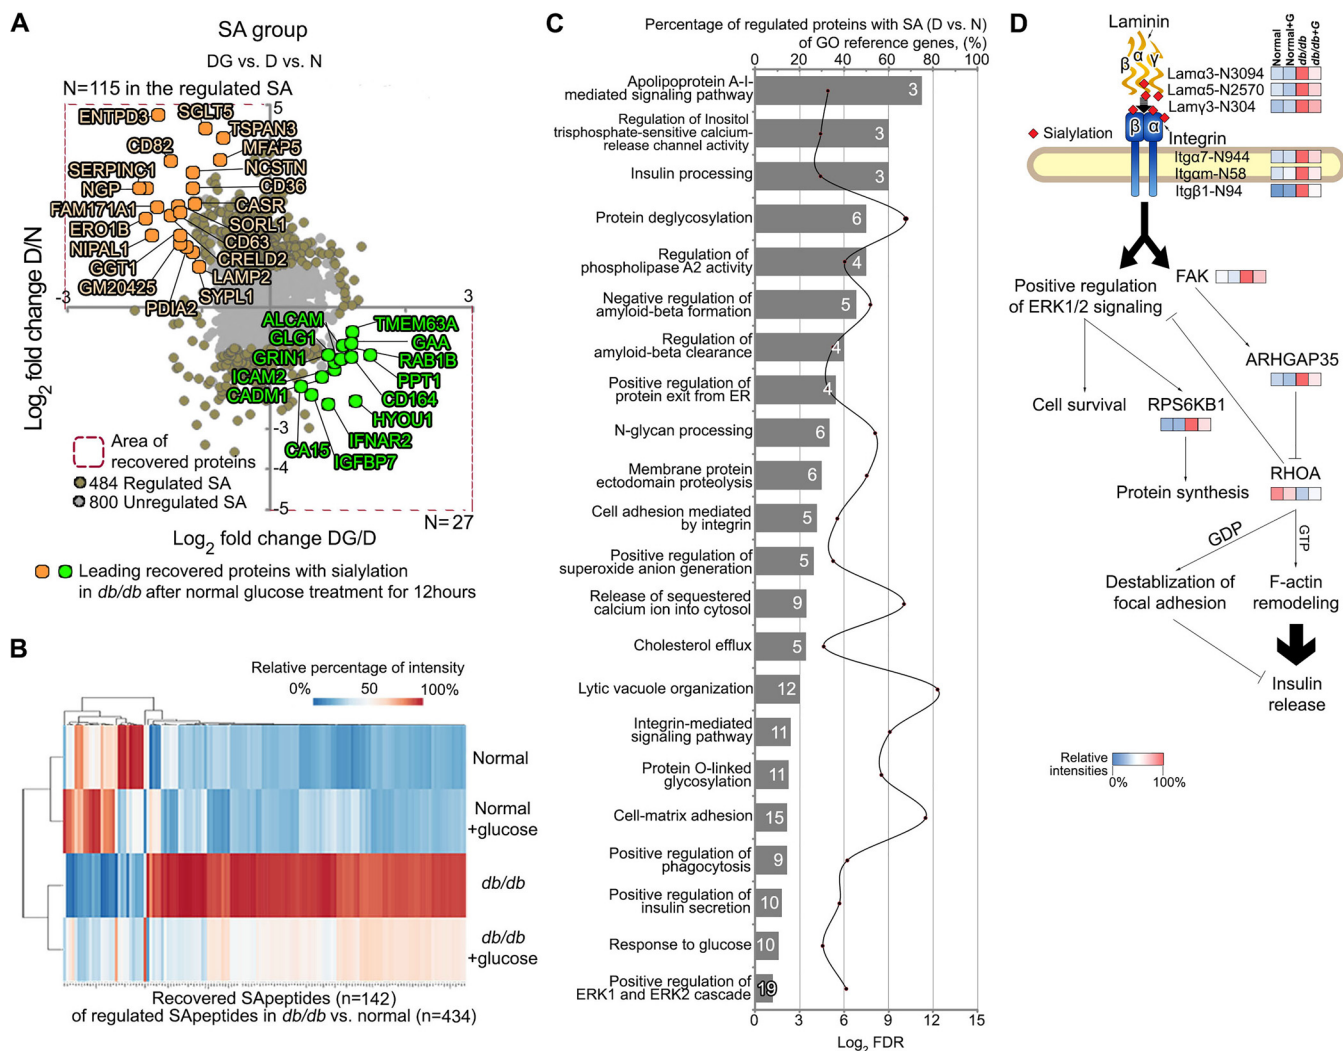 A
SA group
DG vs. D vs. N
N=115 in the regulated SA
5
ENTPD3
SGLT5
TSPAN3
CD82
MFAP5
SERPINC1
NCSTN
NGP
CD36
FAM171A1
CASR
ERO1B
SORL1
NIPAL1
CD63
GGT1
CRELD2
GM20425
LAMP2
PDIA2
SYPL1
-3
3
Log2 fold change D/N
ALCAM
TMEM63A
GLG1
GAA
GRIN1
RAB1B
ICAM2
PPT1
CADM1
CD164
HYOU1
-3
IFNAR2
CA15
IGFBP7
-4
-5
Area of
recovered proteins
484 Regulated SA
800 Unregulated SA
N= 27
Log2 fold change DG/D
Leading recovered proteins with sialylation
in db/db after normal glucose treatment for 12hours
B
Relative percentage of intensity
0% 50 100%
Normal
Normal
+glucose
db/db
db/db
+glucose
Recovered SApeptides (n=142)
of regulated SApeptides in db/db vs. normal (n=434)
C
Percentage of regulated proteins with SA (D vs. N)
of GO reference genes, (%)
0 20 40 60 80 100
Apolipoprotein A-I-
mediated signaling pathway
3
Regulation of Inositol
trisphosphate-sensitive calcium-
release channel activity
3
Insulin processing
3
Protein deglycosylation
6
Regulation of
phospholipase A2 activity
4
Negative regulation of
amyloid-beta formation
5
Regulation of
amyloid-beta clearance
4
Positive regulation of
protein exit from ER
4
N-glycan processing
6
Membrane protein
ectodomain proteolysis
6
Cell adhesion mediated
by integrin
5
Positive regulation of
superoxide anion generation
5
Release of sequestered
calcium ion into cytosol
9
Cholesterol efflux
5
Lytic vacuole organization
12
Integrin-mediated
signaling pathway
11
Protein O-linked
glycosylation
11
Cell-matrix adhesion
15
Positive regulation of
phagocytosis
9
Positive regulation of
insulin secretion
10
Response to glucose
10
Positive regulation of
ERK1 and ERK2 cascade
19
0 3 6 9 12 15
Log2 FDR
D
Laminin
β α γ
Normal
Normal+G
db/db
db/db+G
Lamα3-N3094
Lamα5-N2570
Lamγ3-N304
Sialylation
β α
Integrin
Itgα7-N944
Itgαm-N58
Itgβ1-N94
FAK
Positive regulation
of ERK1/2 signaling
ARHGAP35
Cell survival
RPS6KB1
RHOA
Protein synthesis
GDP
GTP
Destablization of
focal adhesion
F-actin
remodeling
Insulin
release
Relative
intensities
0% 100%